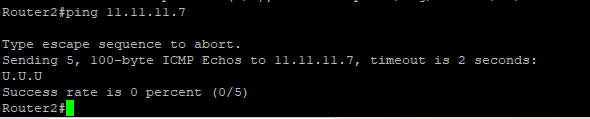 Router2#ping 11.11.11.7
Type escape sequence to abort.
Sending 5, 100-byte ICMP Echos to 11.11.11.7, timeout is 2 seconds:
U.U.U
Success rate is 0 percent (0/5)
Router2#